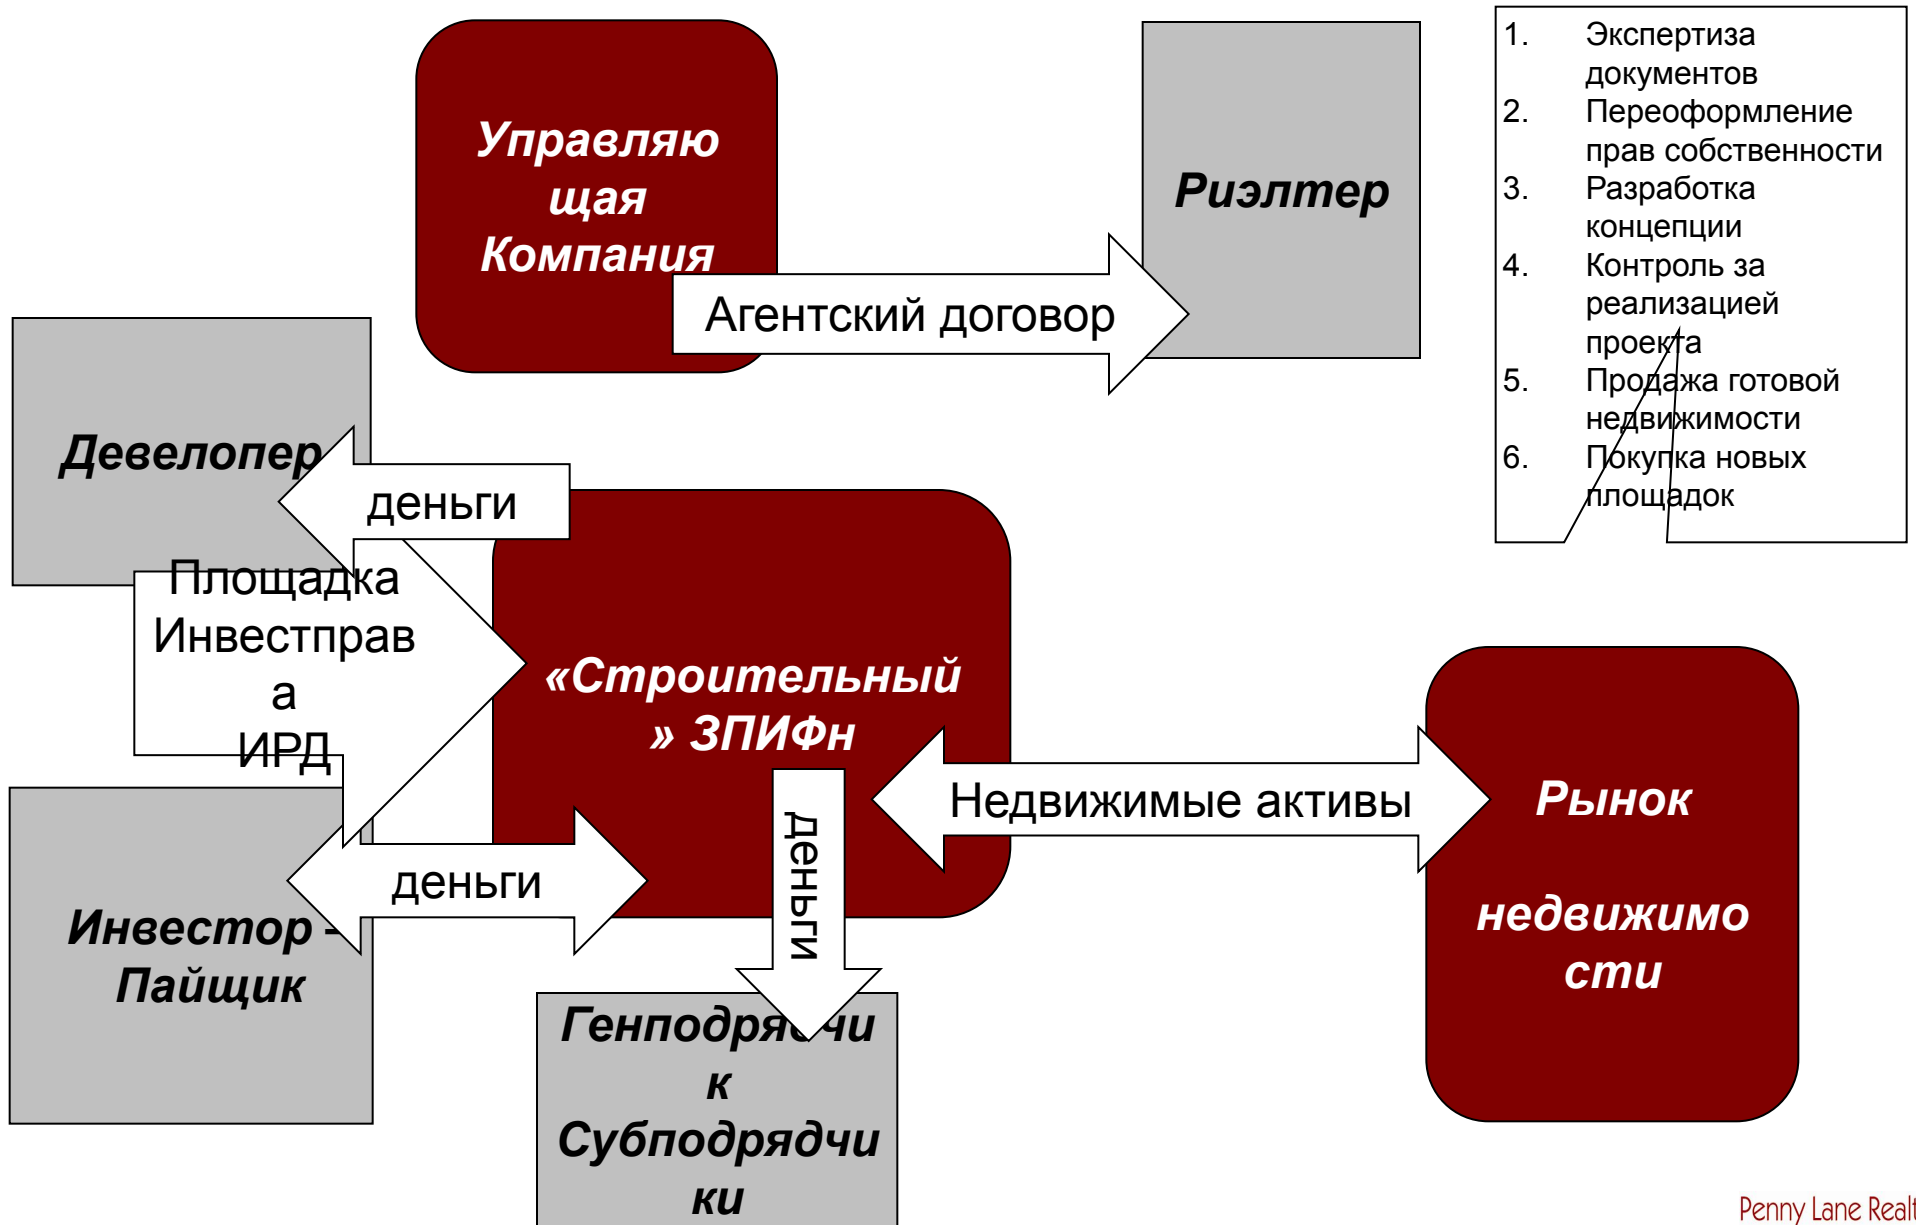 Управляю
щая
Компания
Риэлтер
1. Экспертиза
документов
2. Переоформление
прав собственности
3. Разработка
концепции
4. Контроль за
реализацией
проекта
5. Продажа готовой
недвижимости
6. Покупка новых
площадок
Агентский договор
Девелопер
деньги
Площадка
Инвестправ
а
ИРД
«Строительный
» ЗПИФн
Недвижимые активы
Рынок
недвижимо
сти
деньги
деньги
Инвестор -
Пайщик
Генподрядчи
к
Субподрядчи
ки
Penny Lane Realt